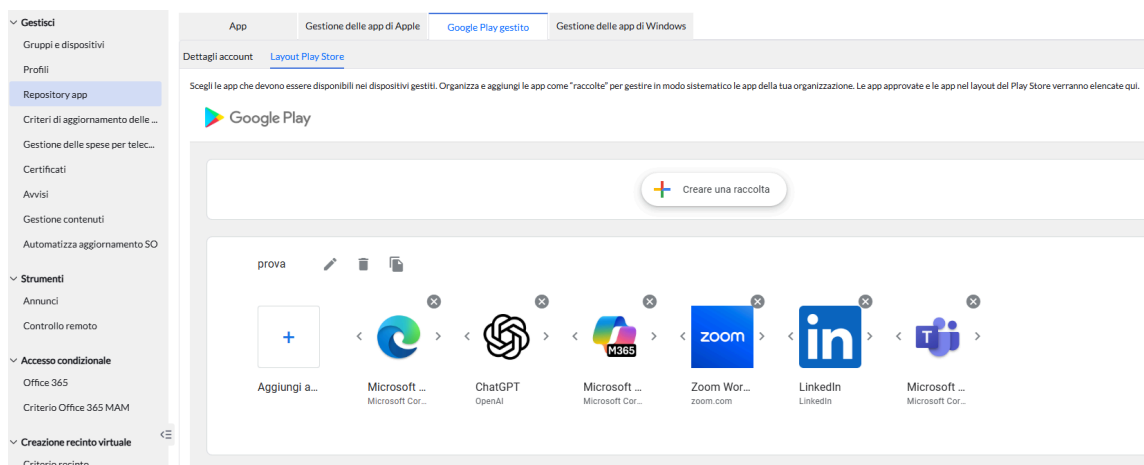 Gestisci
Gruppi e dispositivi
Profili
Repository app
Criteri di aggiornamento delle ...
Gestione delle spese per telec...
Certificati
Avvisi
Gestione contenuti
Automatizza aggiornamento SO
Strumenti
Annunci
Controllo remoto
Accesso condizionale
Office 365
Criterio Office 365 MAM
Creazione recinto virtuale
Criterio recinto
App
Gestione delle app di Apple
Google Play gestito
Gestione delle app di Windows
Dettagli account
Layout Play Store
Scegli le app che devono essere disponibili nei dispositivi gestiti. Organizza e aggiungi le app come "raccolte" per gestire in modo sistematico le app della tua organizzazione. Le app approvate e le app nel layout del Play Store verranno elencate qui.
Google Play
Creare una raccolta
prova
Aggiungi a...
Microsoft ...
Microsoft Cor...
ChatGPT
OpenAI
M365
Microsoft ...
Microsoft Cor...
zoom
Zoom Wor...
zoom.com
in
LinkedIn
LinkedIn
T
Microsoft ...
Microsoft Cor...